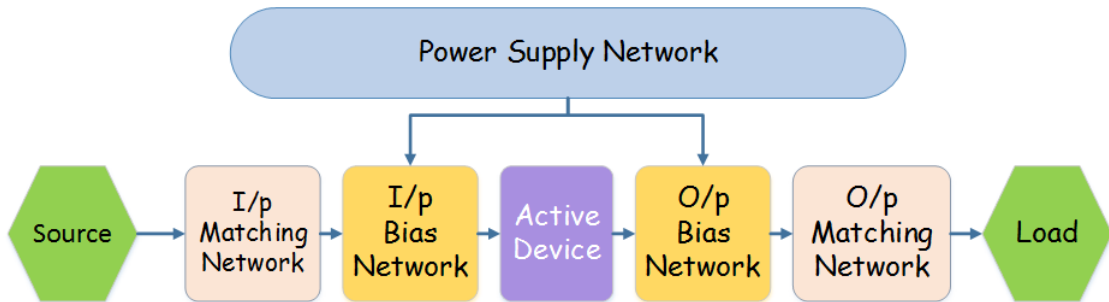 Power Supply Network
Source
I/p
Matching
Network
I/p
Bias
Network
Active
Device
O/p
Bias
Network
O/p
Matching
Network
Load